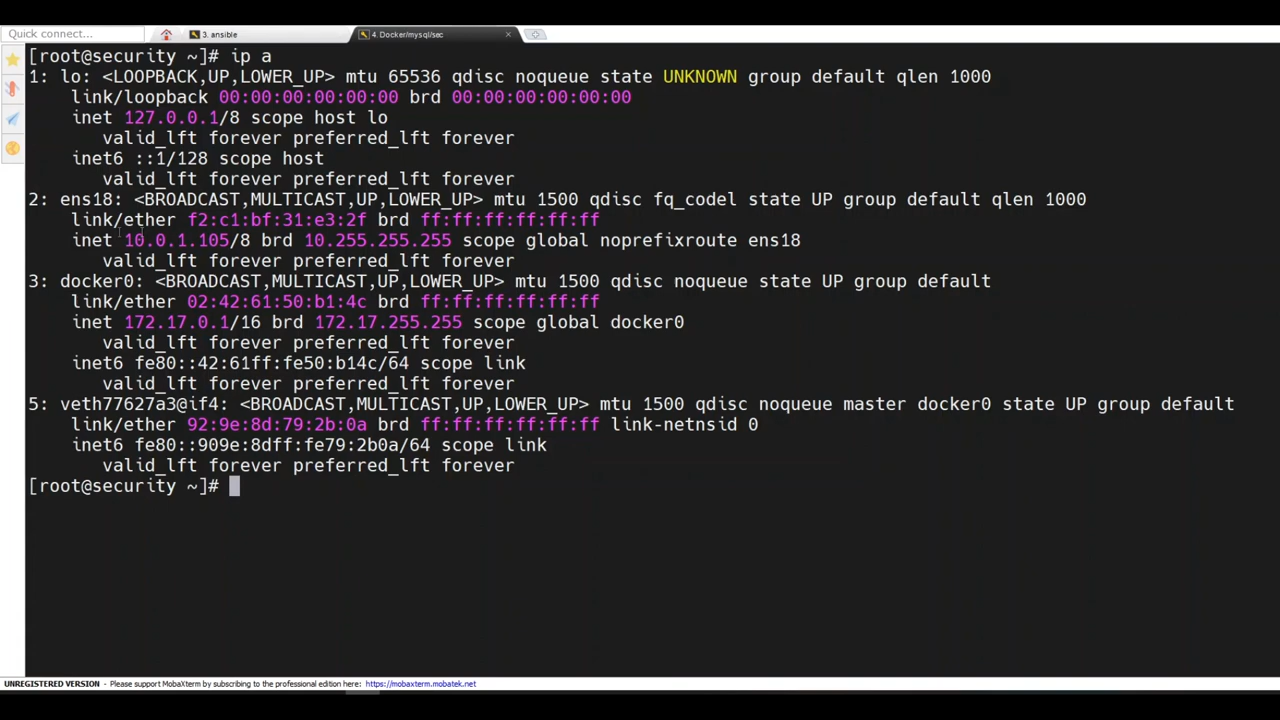 Quick connect...
3. ansible
4. Docker/mysql/sec
[root@security ~]# ip a
1: lo: <LOOPBACK,UP,LOWER_UP> mtu 65536 qdisc noqueue state UNKNOWN group default qlen 1000
link/loopback 00:00:00:00:00:00 brd 00:00:00:00:00:00
inet 127.0.0.1/8 scope host lo
valid_lft forever preferred_lft forever
inet6 ::1/128 scope host
valid_lft forever preferred_lft forever
2: ens18: <BROADCAST,MULTICAST,UP,LOWER_UP> mtu 1500 qdisc fq_codel state UP group default qlen 1000
link/ether f2:c1:bf:31:e3:2f brd ff:ff:ff:ff:ff:ff
inet 10.0.1.105/8 brd 10.255.255.255 scope global noprefixroute ens18
valid_lft forever preferred_lft forever
3: docker0: <BROADCAST,MULTICAST,UP,LOWER_UP> mtu 1500 qdisc noqueue state UP group default
link/ether 02:42:61:50:b1:4c brd ff:ff:ff:ff:ff:ff
inet 172.17.0.1/16 brd 172.17.255.255 scope global docker0
valid_lft forever preferred_lft forever
inet6 fe80::42:61ff:fe50:b14c/64 scope link
valid_lft forever preferred_lft forever
5: veth77627a3@if4: <BROADCAST,MULTICAST,UP,LOWER_UP> mtu 1500 qdisc noqueue master docker0 state UP group default
link/ether 92:9e:8d:79:2b:0a brd ff:ff:ff:ff:ff:ff link-netnsid 0
inet6 fe80::909e:8dff:fe79:2b0a/64 scope link
valid_lft forever preferred_lft forever
[root@security ~]#
UNREGISTERED VERSION - Please support MobaXterm by subscribing to the professional edition here: https://mobaxterm.mobatek.net